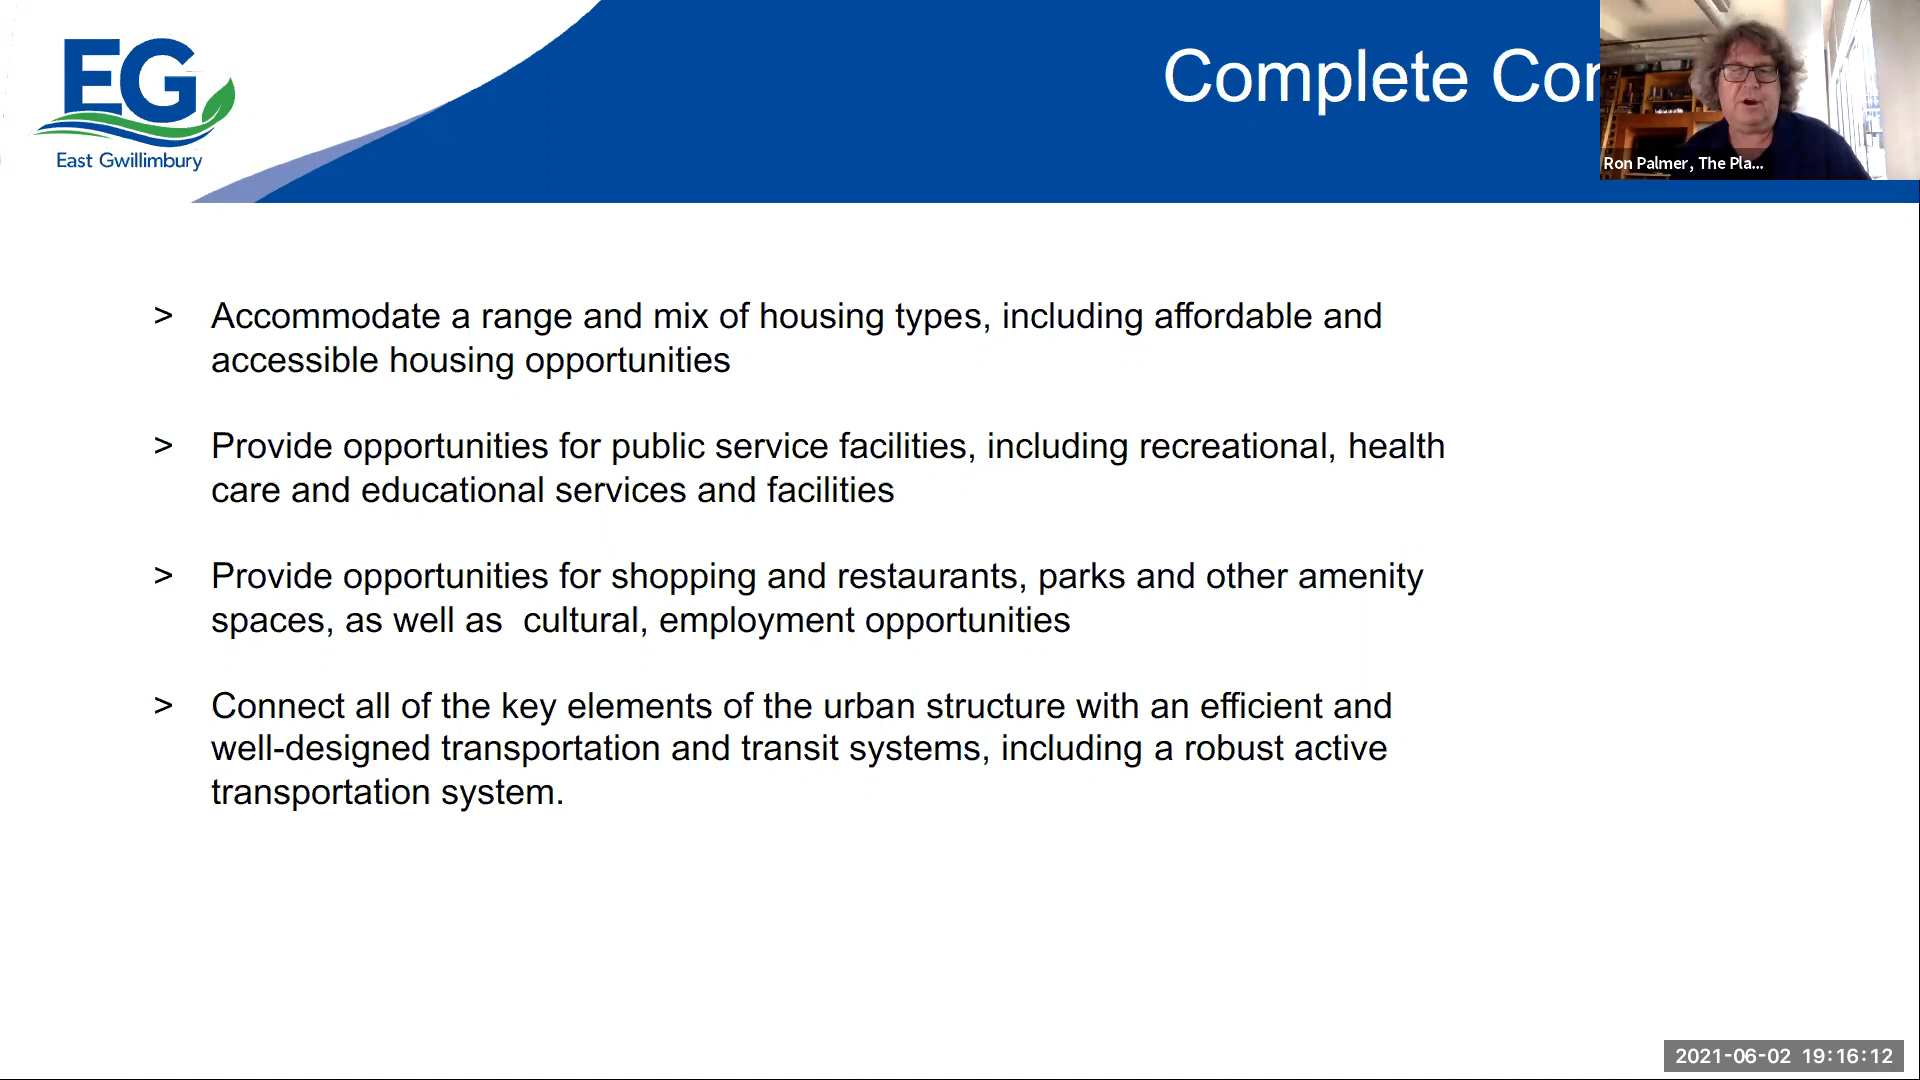 EG
East Gwillimbury
Complete Co
Ron Palmer, The Pla...
> Accommodate a range and mix of housing types, including affordable and
accessible housing opportunities
> Provide opportunities for public service facilities, including recreational, health
care and educational services and facilities
> Provide opportunities for shopping and restaurants, parks and other amenity
spaces, as well as  cultural, employment opportunities
> Connect all of the key elements of the urban structure with an efficient and
well-designed transportation and transit systems, including a robust active
transportation system.
2021-06-02 19:16:12